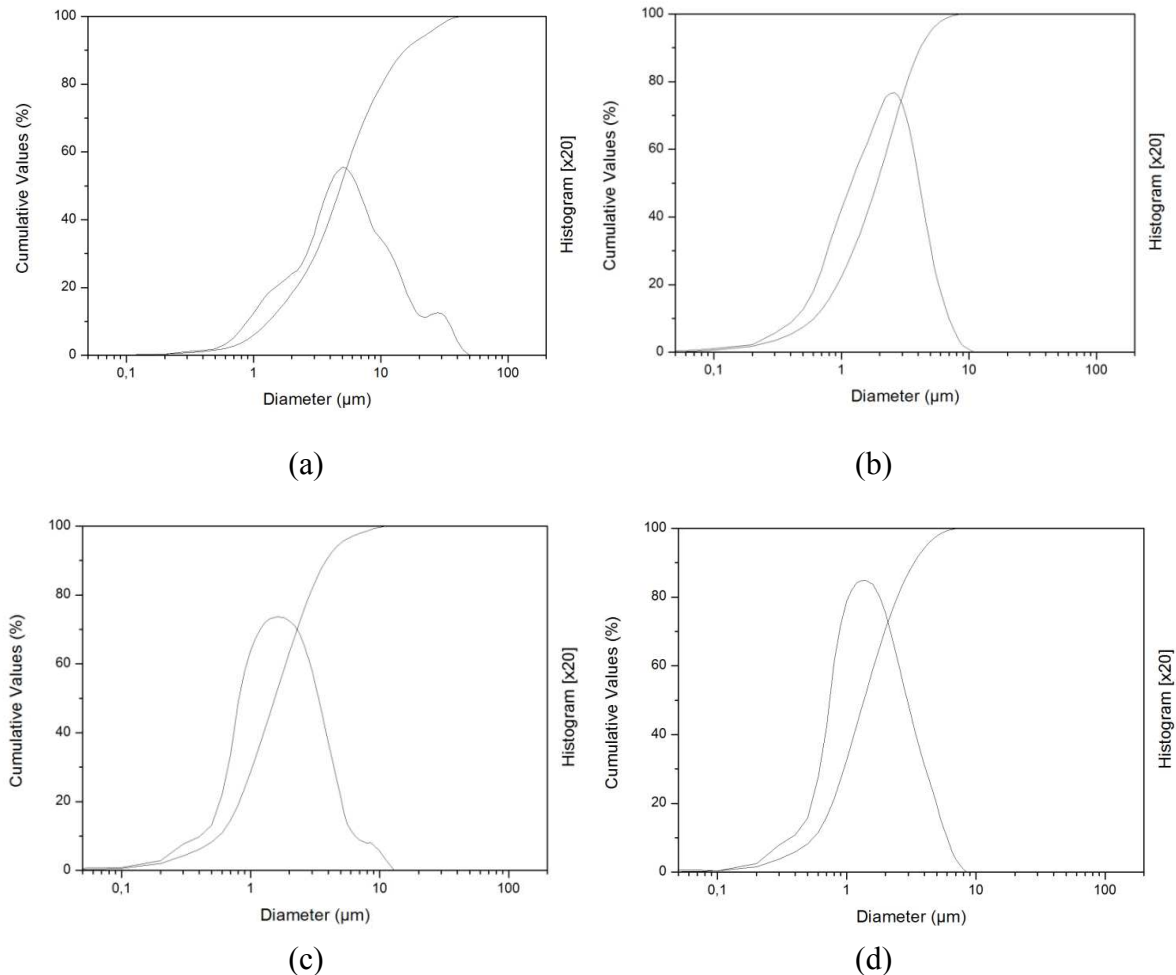 100
80
60
40
20
0
Cumulative Values (%)
Histogram [x20]
0,1 1 10 100
Diameter (µm)
(a)
100
80
60
40
20
0
Cumulative Values (%)
Histogram [x20]
0,1 1 10 100
Diameter (µm)
(b)
100
80
60
40
20
0
Cumulative Values (%)
Histogram [x20]
0,1 1 10 100
Diameter (µm)
(c)
100
80
60
40
20
0
Cumulative Values (%)
Histogram [x20]
0,1 1 10 100
Diameter (µm)
(d)